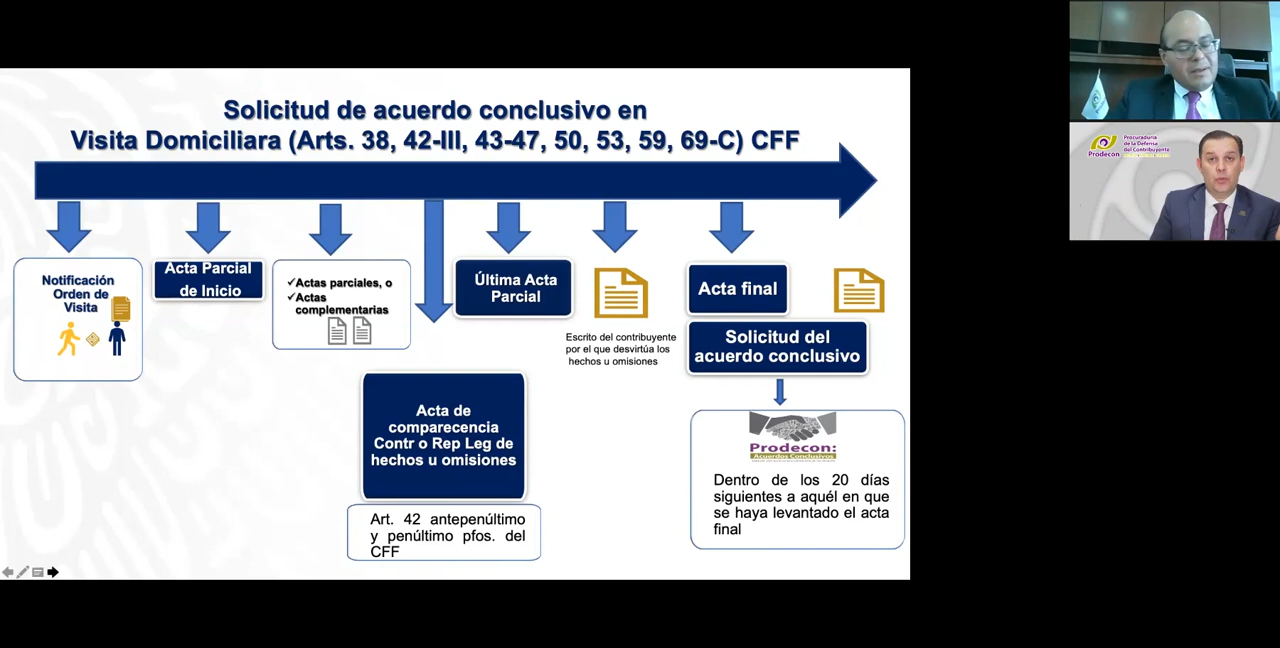 Solicitud de acuerdo conclusivo en
Visita Domiciliara (Arts. 38, 42-III, 43-47, 50, 53, 59, 69-C) CFF
Notificación
Orden de
Visita
Acta Parcial
de Inicio
✓Actas parciales, o
✓Actas
complementarias
Última Acta
Parcial
Escrito del contribuyente
por el que desvirtúa los
hechos u omisiones
Acta final
Solicitud del
acuerdo conclusivo
Acta de
comparecencia
Contr o Rep Leg de
hechos u omisiones
Art. 42 antepenúltimo
y penúltimo pfos. del
CFF
Prodecon:
Acuerdos Conclusivos
Dentro de los 20 días
siguientes a aquél en que
se haya levantado el acta
final
Prodecon
Procuraduría
de la Defensa
del Contribuyente